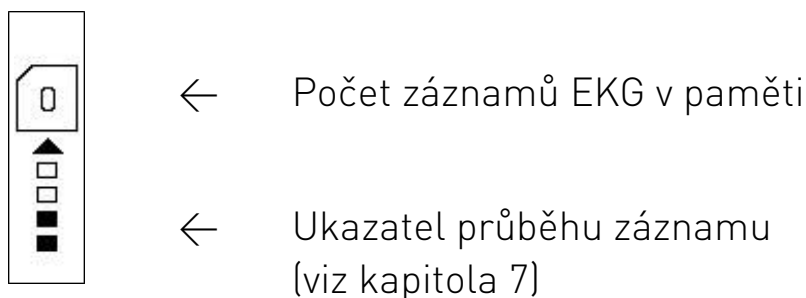 0
← Počet záznamů EKG v paměti
← Ukazatel průběhu záznamu
(viz kapitola 7)